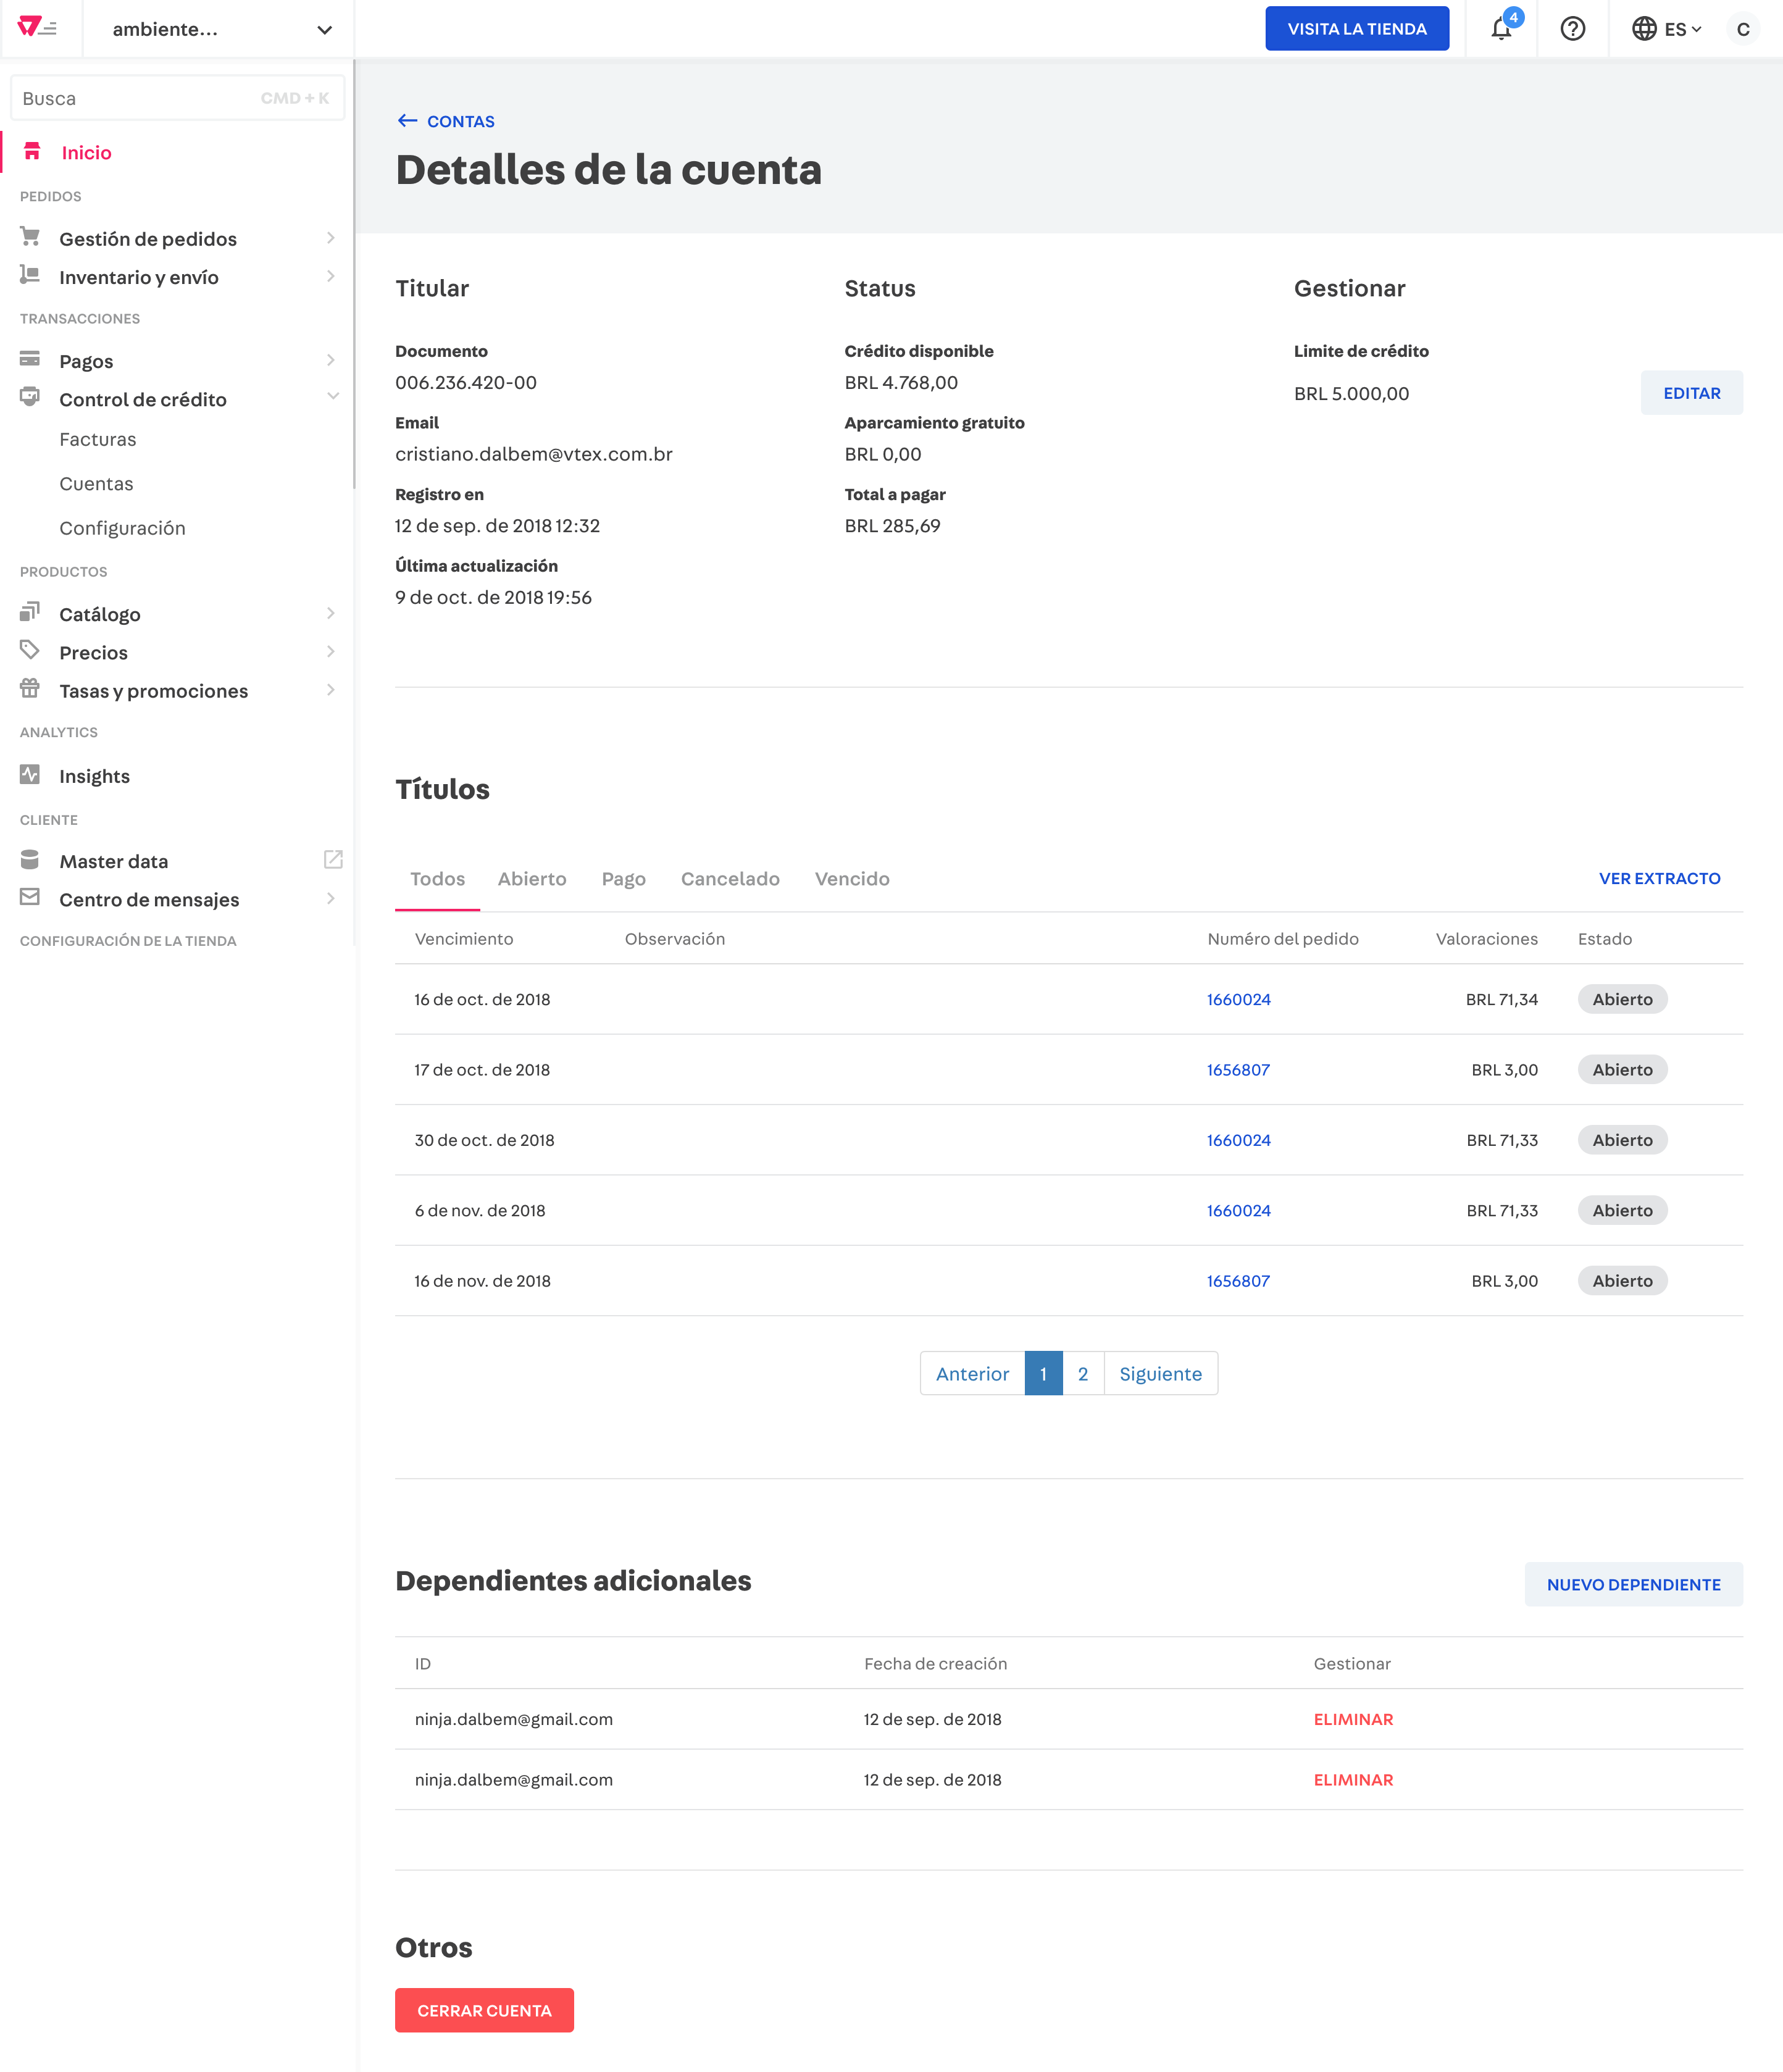 ambiente...
VISITA LA TIENDA
4
ES
C
Busca
CMD + K
Inicio
PEDIDOS
Gestión de pedidos
Inventario y envío
TRANSACCIONES
Pagos
Control de crédito
Facturas
Cuentas
Configuración
PRODUCTOS
Catálogo
Precios
Tasas y promociones
ANALYTICS
Insights
CLIENTE
Master data
Centro de mensajes
CONFIGURACIÓN DE LA TIENDA
CONTAS
Detalles de la cuenta
Titular
Documento
006.236.420-00
Email
cristiano.dalbem@vtex.com.br
Registro en
12 de sep. de 2018 12:32
Última actualización
9 de oct. de 2018 19:56
Status
Crédito disponible
BRL 4.768,00
Aparcamiento gratuito
BRL 0,00
Total a pagar
BRL 285,69
Gestionar
Limite de crédito
BRL 5.000,00
EDITAR
Títulos
Todos Abierto Pago Cancelado Vencido VER EXTRACTO
Vencimiento Observación Numéro del pedido Valoraciones Estado
16 de oct. de 2018 1660024 BRL 71,34 Abierto
17 de oct. de 2018 1656807 BRL 3,00 Abierto
30 de oct. de 2018 1660024 BRL 71,33 Abierto
6 de nov. de 2018 1660024 BRL 71,33 Abierto
16 de nov. de 2018 1656807 BRL 3,00 Abierto
Anterior 1 2 Siguiente
Dependientes adicionales
NUEVO DEPENDIENTE
ID Fecha de creación Gestionar
ninja.dalbem@gmail.com 12 de sep. de 2018 ELIMINAR
ninja.dalbem@gmail.com 12 de sep. de 2018 ELIMINAR
Otros
CERRAR CUENTA